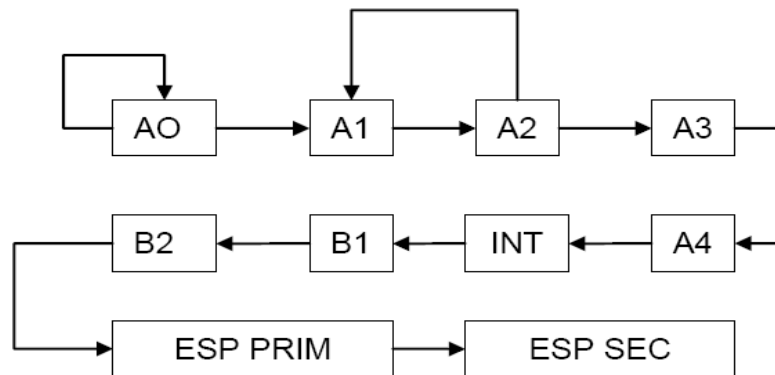 AO A1 A2 A3
B2 B1 INT A4
ESP PRIM ESP SEC